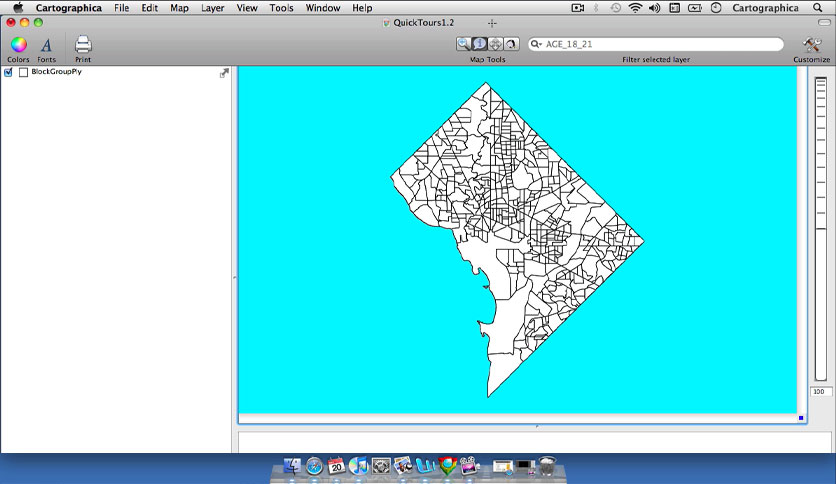 Cartographica File Edit Map Layer View Tools Window Help Cartographica
QuickTours1.2
AGE_18_21
Colors Fonts Print Map Tools Filter selected layer Customize
BlockGroupPly
100
20